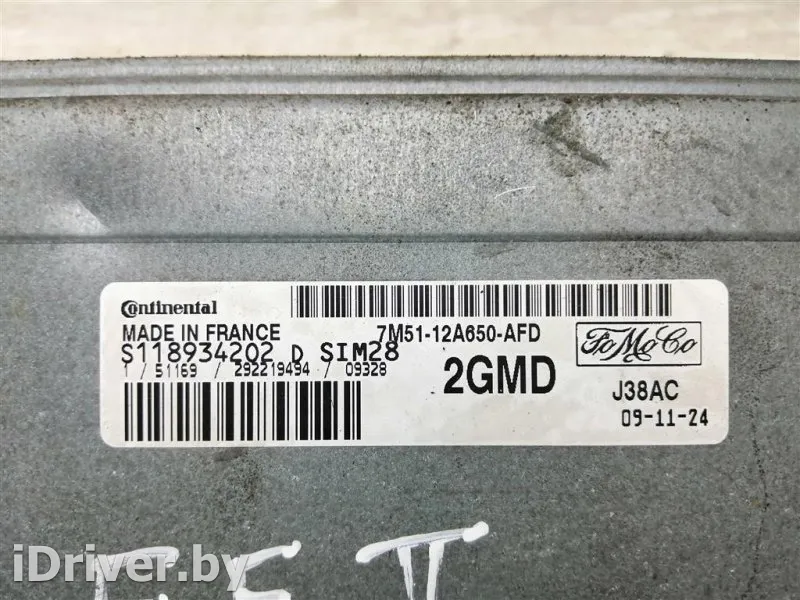 Continental
MADE IN FRANCE 7M51-12A650-AFD
S118934202 D SIM28
1 / 51169 / 292219494 / 09328
2GMD
FoMoCo
J38AC
09-11-24
F F II
iDriver.by